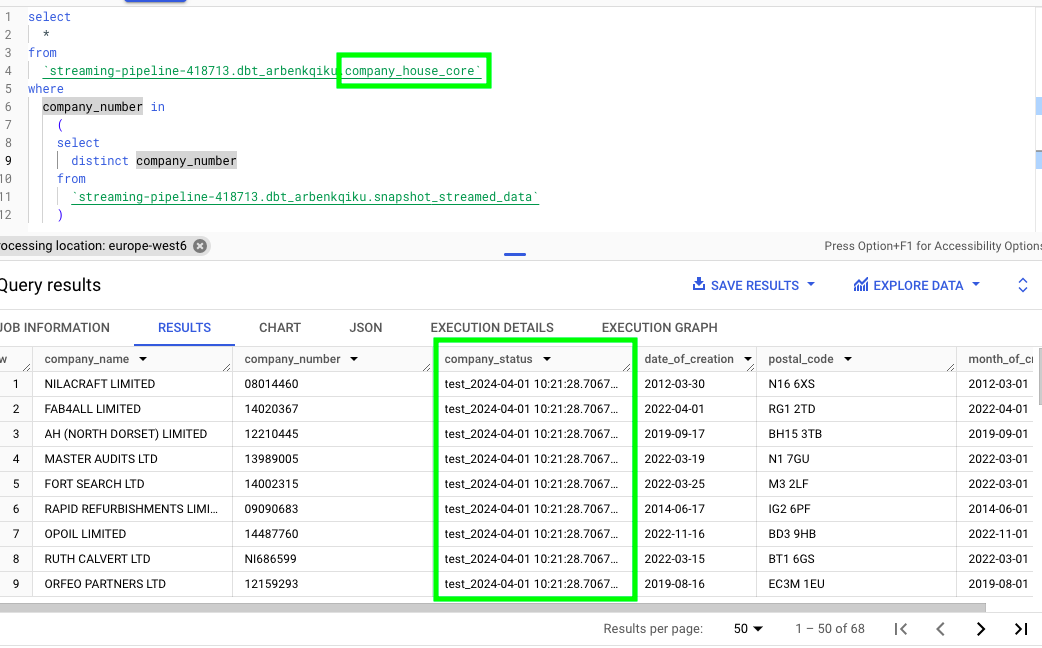 1 select
2 *
3 from
4 `streaming-pipeline-418713.dbt_arbenkqiku.company_house_core`
5 where
6 company_number in
7 (
8 select
9 distinct company_number
10 from
11 `streaming-pipeline-418713.dbt_arbenkqiku.snapshot_streamed_data`
12 )
rocessing location: europe-west6 Press Option+F1 for Accessibility Options
Query results SAVE RESULTS EXPLORE DATA
JOB INFORMATION RESULTS CHART JSON EXECUTION DETAILS EXECUTION GRAPH
w company_name company_number company_status date_of_creation postal_code month_of_cr
1 NILACRAFT LIMITED 08014460 test_2024-04-01 10:21:28.7067... 2012-03-30 N16 6XS 2012-03-01
2 FAB4ALL LIMITED 14020367 test_2024-04-01 10:21:28.7067... 2022-04-01 RG1 2TD 2022-04-01
3 AH (NORTH DORSET) LIMITED 12210445 test_2024-04-01 10:21:28.7067... 2019-09-17 BH15 3TB 2019-09-01
4 MASTER AUDITS LTD 13989005 test_2024-04-01 10:21:28.7067... 2022-03-19 N1 7GU 2022-03-01
5 FORT SEARCH LTD 14002315 test_2024-04-01 10:21:28.7067... 2022-03-25 M3 2LF 2022-03-01
6 RAPID REFURBISHMENTS LIMI... 09090683 test_2024-04-01 10:21:28.7067... 2014-06-17 IG2 6PF 2014-06-01
7 OPOIL LIMITED 14487760 test_2024-04-01 10:21:28.7067... 2022-11-16 BD3 9HB 2022-11-01
8 RUTH CALVERT LTD NI686599 test_2024-04-01 10:21:28.7067... 2022-03-15 BT1 6GS 2022-03-01
9 ORFEO PARTNERS LTD 12159293 test_2024-04-01 10:21:28.7067... 2019-08-16 EC3M 1EU 2019-08-01
Results per page: 50 1 – 50 of 68